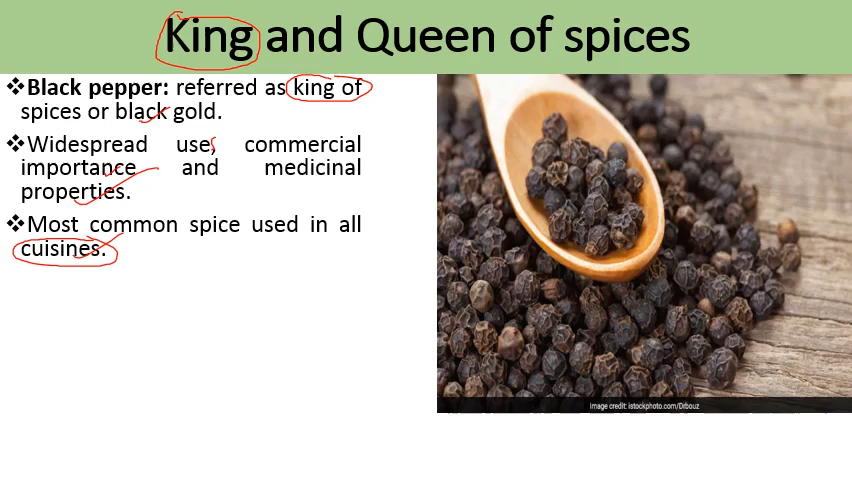 King and Queen of spices
❖Black pepper: referred as king of
spices or black gold.
❖Widespread use, commercial
importance and medicinal
properties.
❖Most common spice used in all
cuisines.
Image credit: istockphoto.com/Drbouz